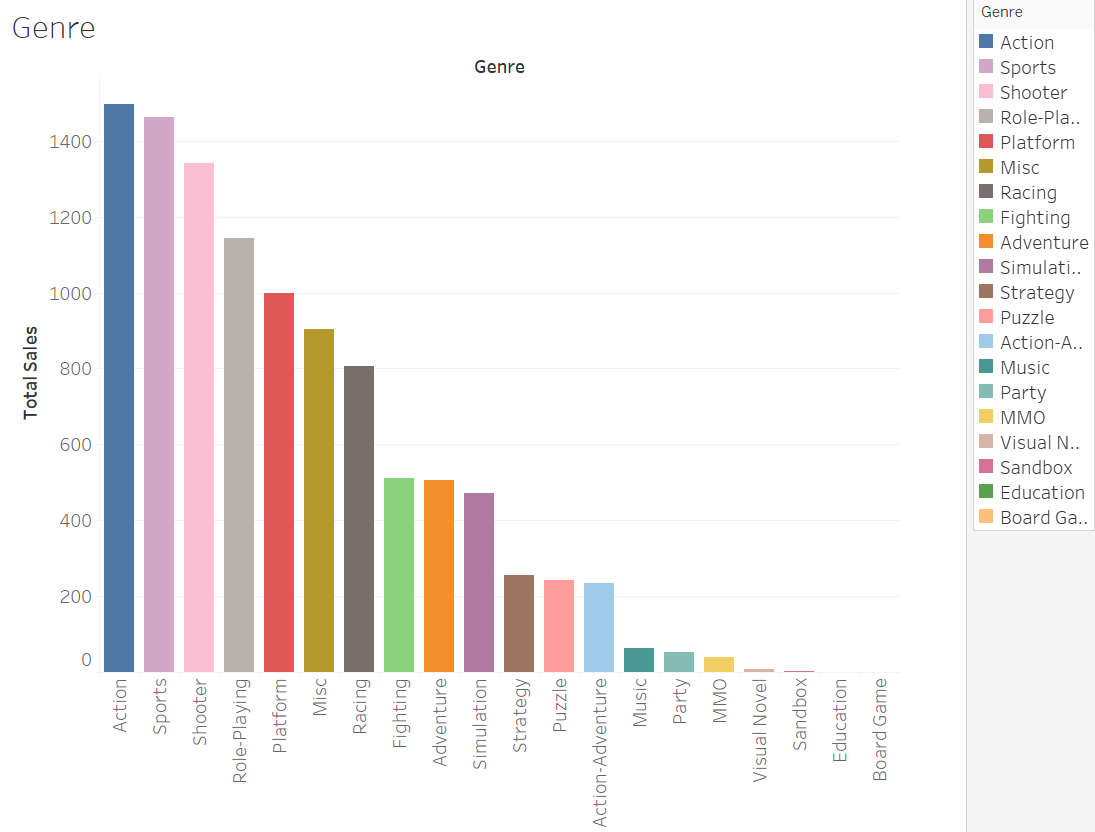 Genre
Genre
Total Sales
1400
1200
1000
800
600
400
200
0
Action
Sports
Shooter
Role-Playing
Platform
Misc
Racing
Fighting
Adventure
Simulation
Strategy
Puzzle
Action-Adventure
Music
Party
MMO
Visual Novel
Sandbox
Education
Board Game
Genre
Action
Sports
Shooter
Role-Pla..
Platform
Misc
Racing
Fighting
Adventure
Simulati..
Strategy
Puzzle
Action-A..
Music
Party
MMO
Visual N..
Sandbox
Education
Board Ga..